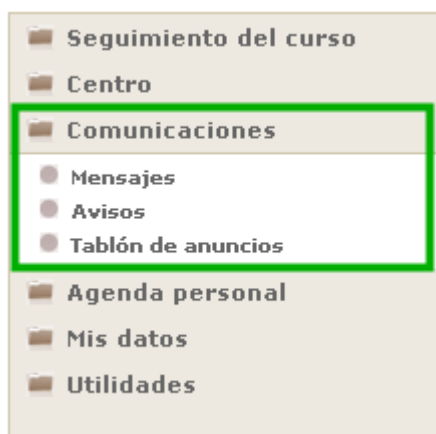 Seguimiento del curso
Centro
Comunicaciones
Mensajes
Avisos
Tablón de anuncios
Agenda personal
Mis datos
Utilidades